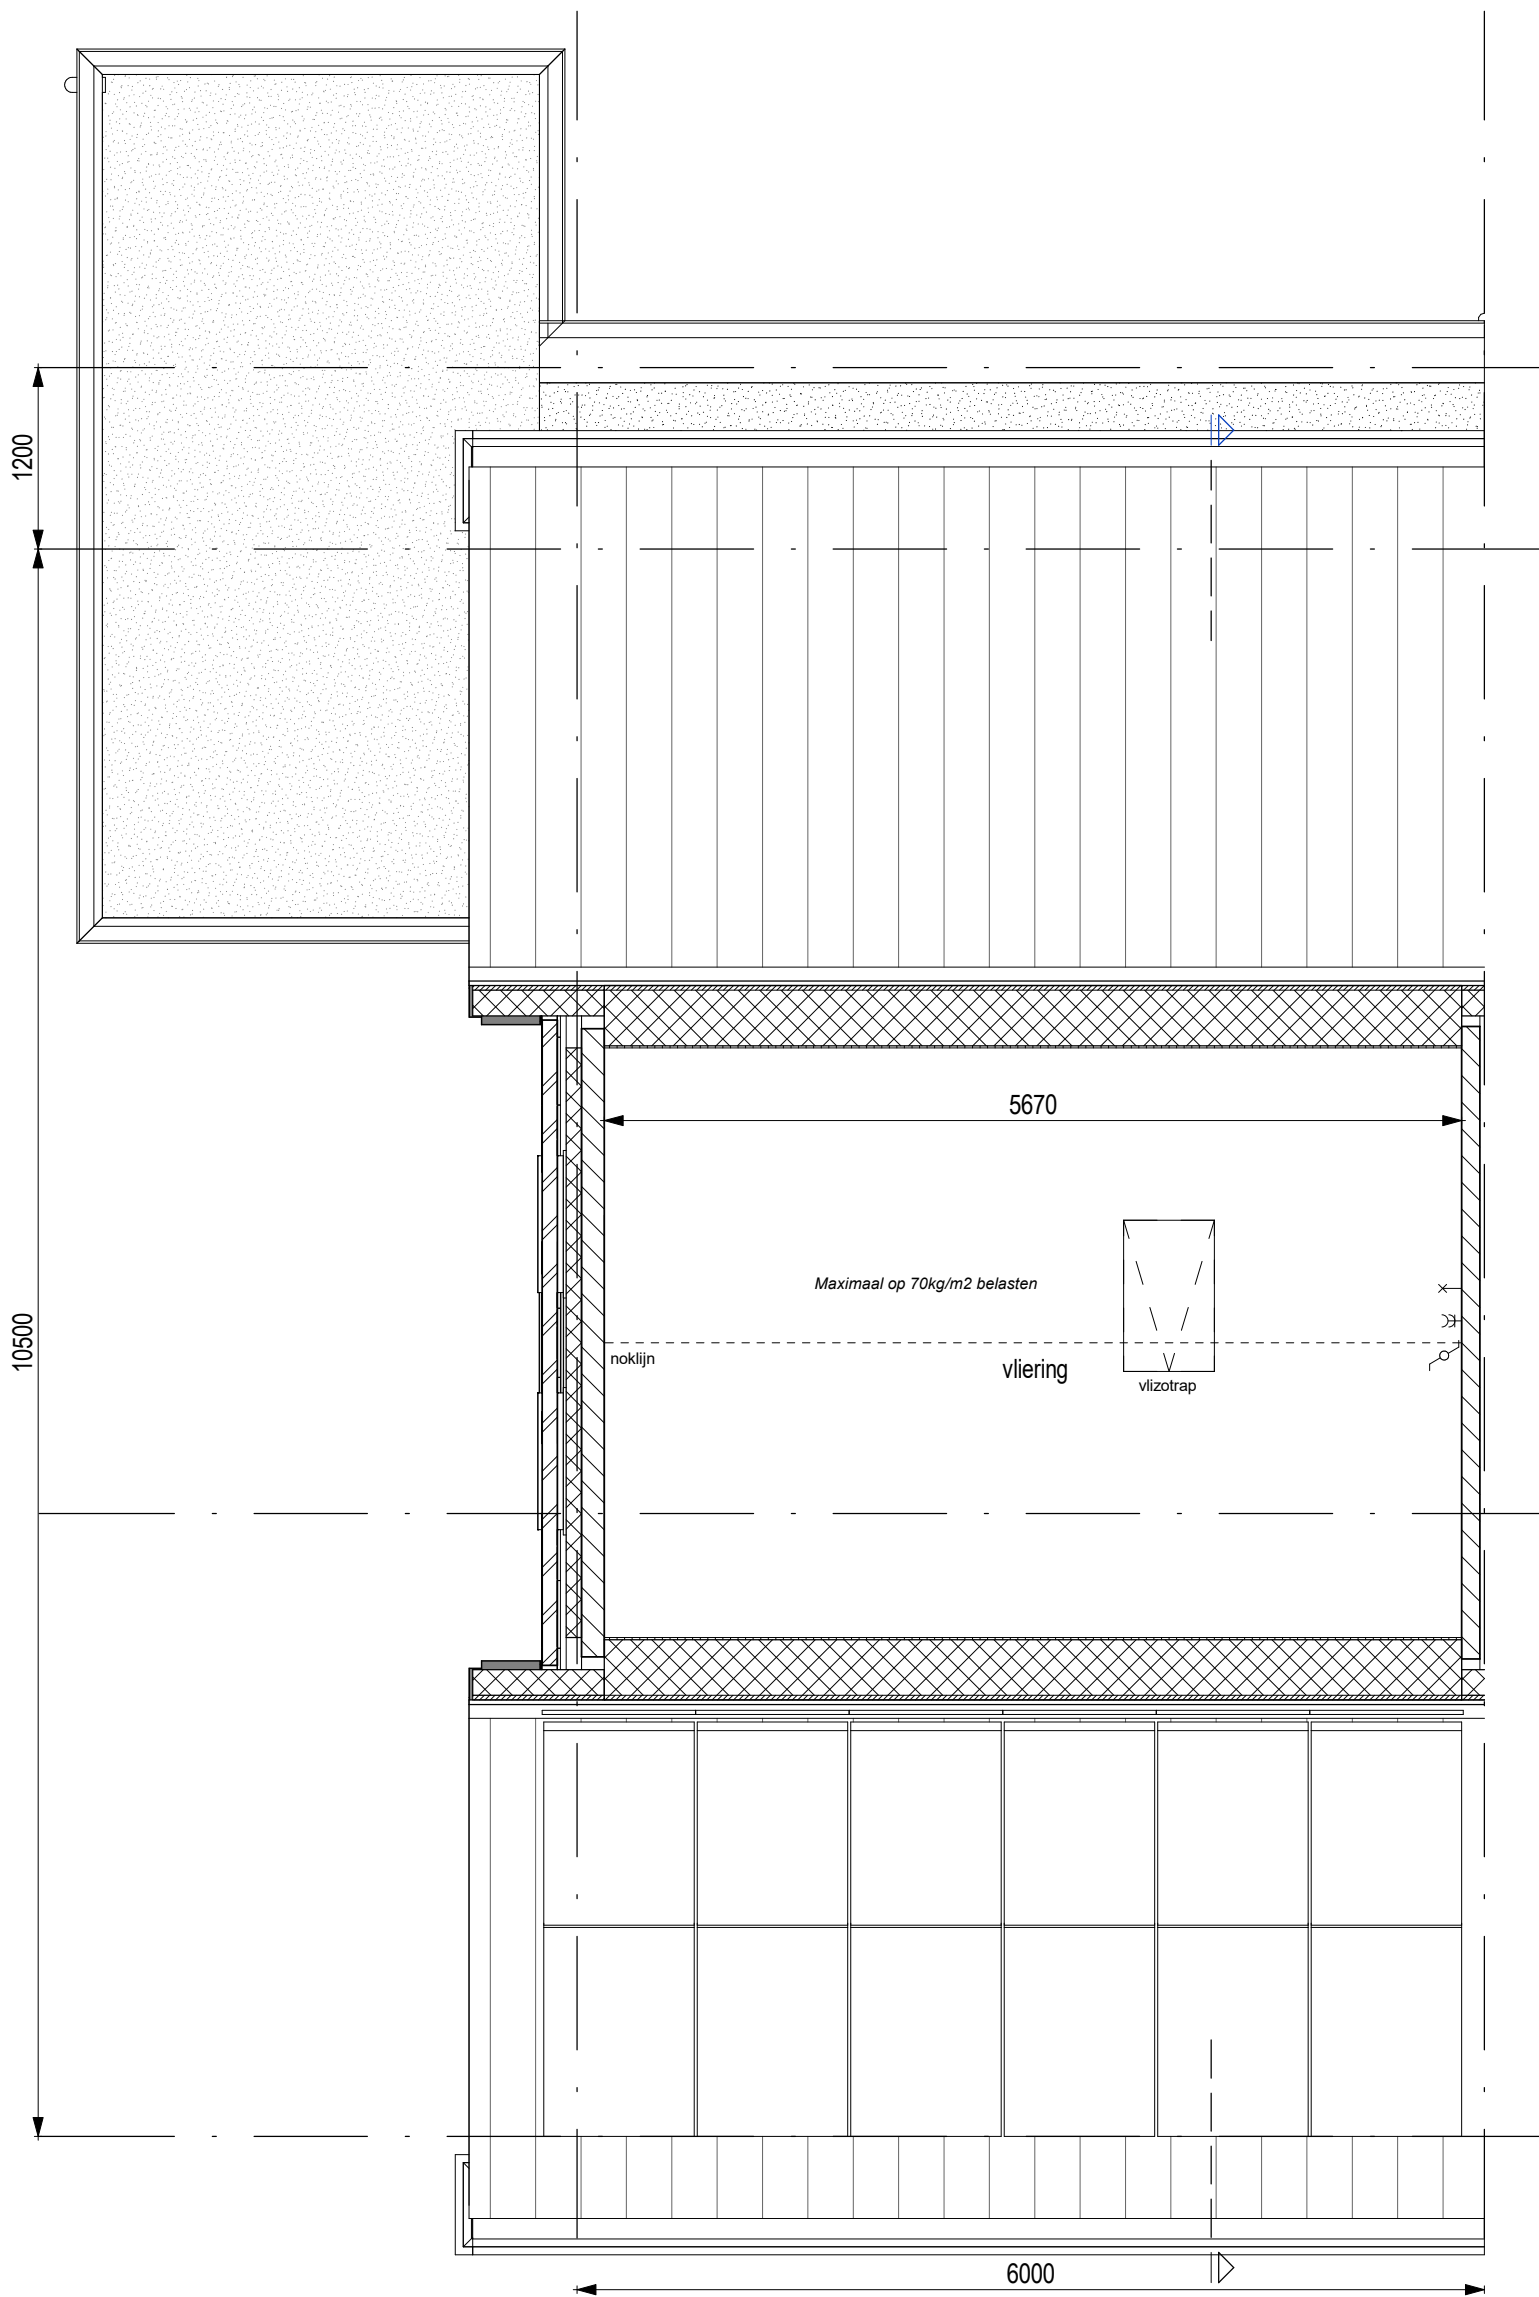 1200
5670
Maximaal op 70kg/m2 belasten
10500
noklijn
vliering
vlizotrap
6000